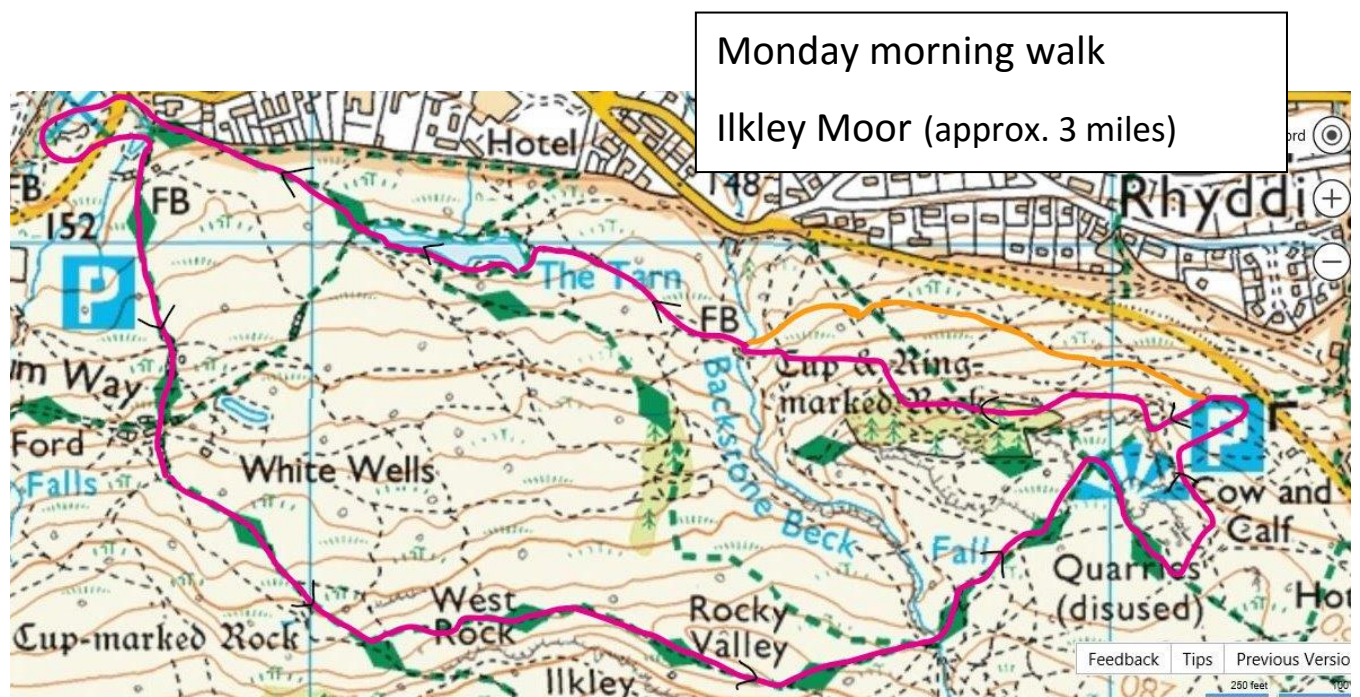 Monday morning walk
Ilkley Moor (approx. 3 miles)
Hotel
148
Rhyddi
FB
FB
152
P
The Tarn
FB
Way
Cup & Ring-
marked Rock
P
Ford
Falls
White Wells
Backstone Beck
Cow and
Calf
Fall
Quarries
(disused)
West
Rock
Rocky
Valley
Cup-marked Rock
Ilkley
Feedback
Tips
Previous Versio
250 feet